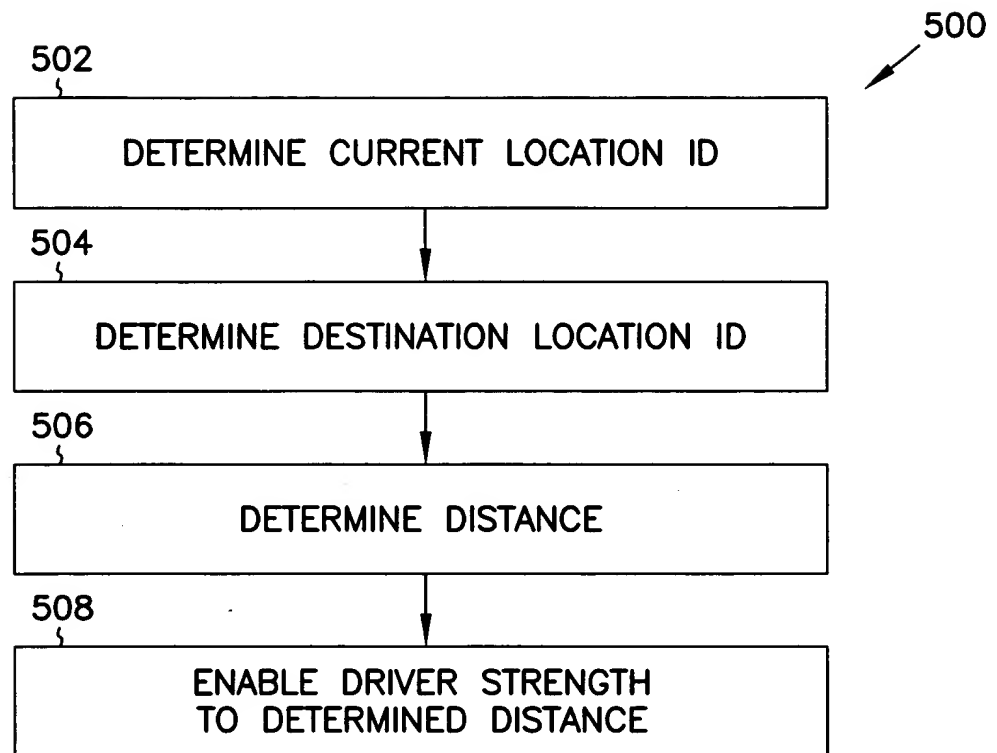 500
502
DETERMINE CURRENT LOCATION ID
504
DETERMINE DESTINATION LOCATION ID
506
DETERMINE DISTANCE
508
ENABLE DRIVER STRENGTH
TO DETERMINED DISTANCE